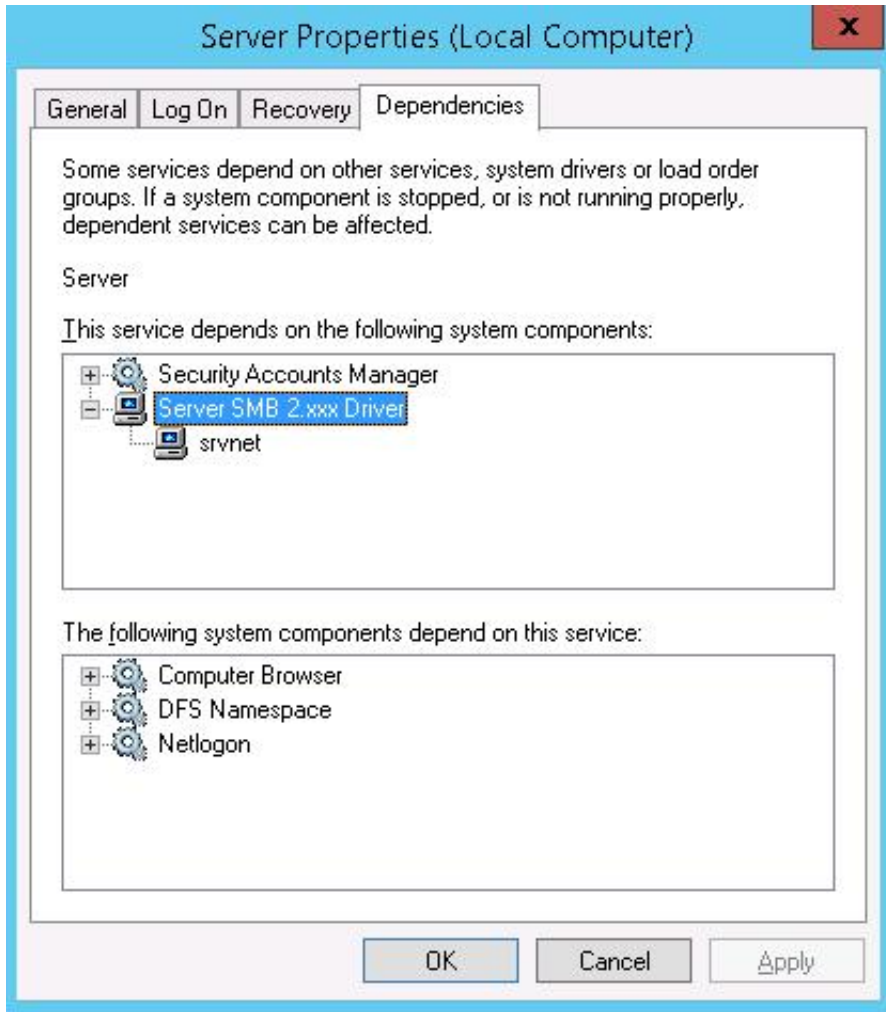 Server Properties (Local Computer)
x
General Log On Recovery Dependencies
Some services depend on other services, system drivers or load order
groups. If a system component is stopped, or is not running properly,
dependent services can be affected.
Server
This service depends on the following system components:
Security Accounts Manager
Server SMB 2.xxx Driver
srvnet
The following system components depend on this service:
Computer Browser
DFS Namespace
Netlogon
OK Cancel Apply